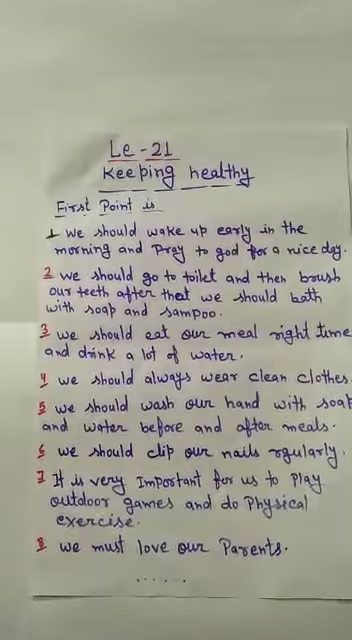 Le - 21
Keeping healthy
First Point is
1 we should wake up early in the
morning and Pray to god for a nice day.
2 we should go to toilet and then brush
our teeth after that we should bath
with soap and sampoo.
3 we should eat our meal right time
and drink a lot of water.
4 we should always wear clean clothes.
5 we should wash our hand with soap
and water before and after meals.
6 we should clip our nails rgularly.
7 It is very Important for us to Play
outdoor games and do Physical
exercise.
8 we must love our Parents.
......